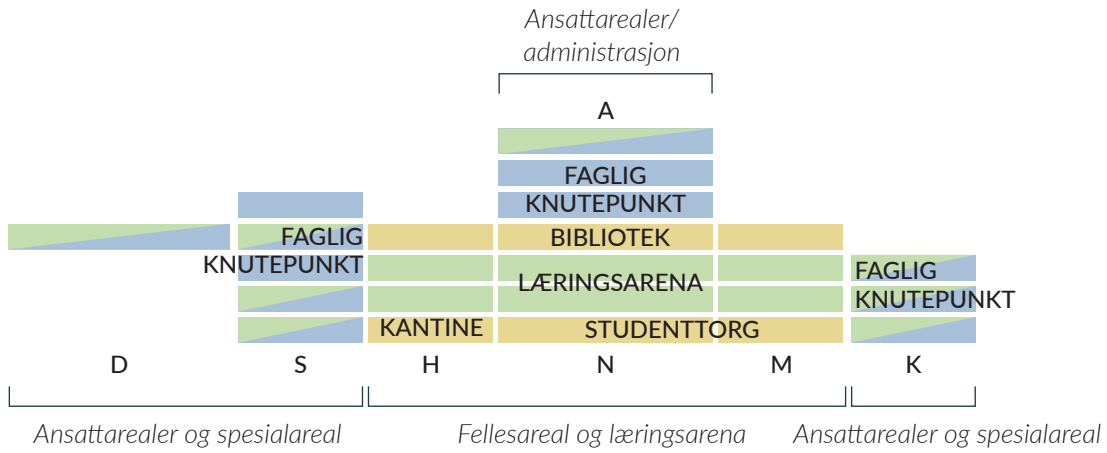 Ansattarealer/
administrasjon
A
FAGLIG
KNUTEPUNKT
FAGLIG
KNUTEPUNKT
BIBLIOTEK
LÆRINGSARENA
FAGLIG
KNUTEPUNKT
KANTINE
STUDENTTORG
D S H N M K
Ansattarealer og spesialareal
Fellesareal og læringsarena
Ansattarealer og spesialareal